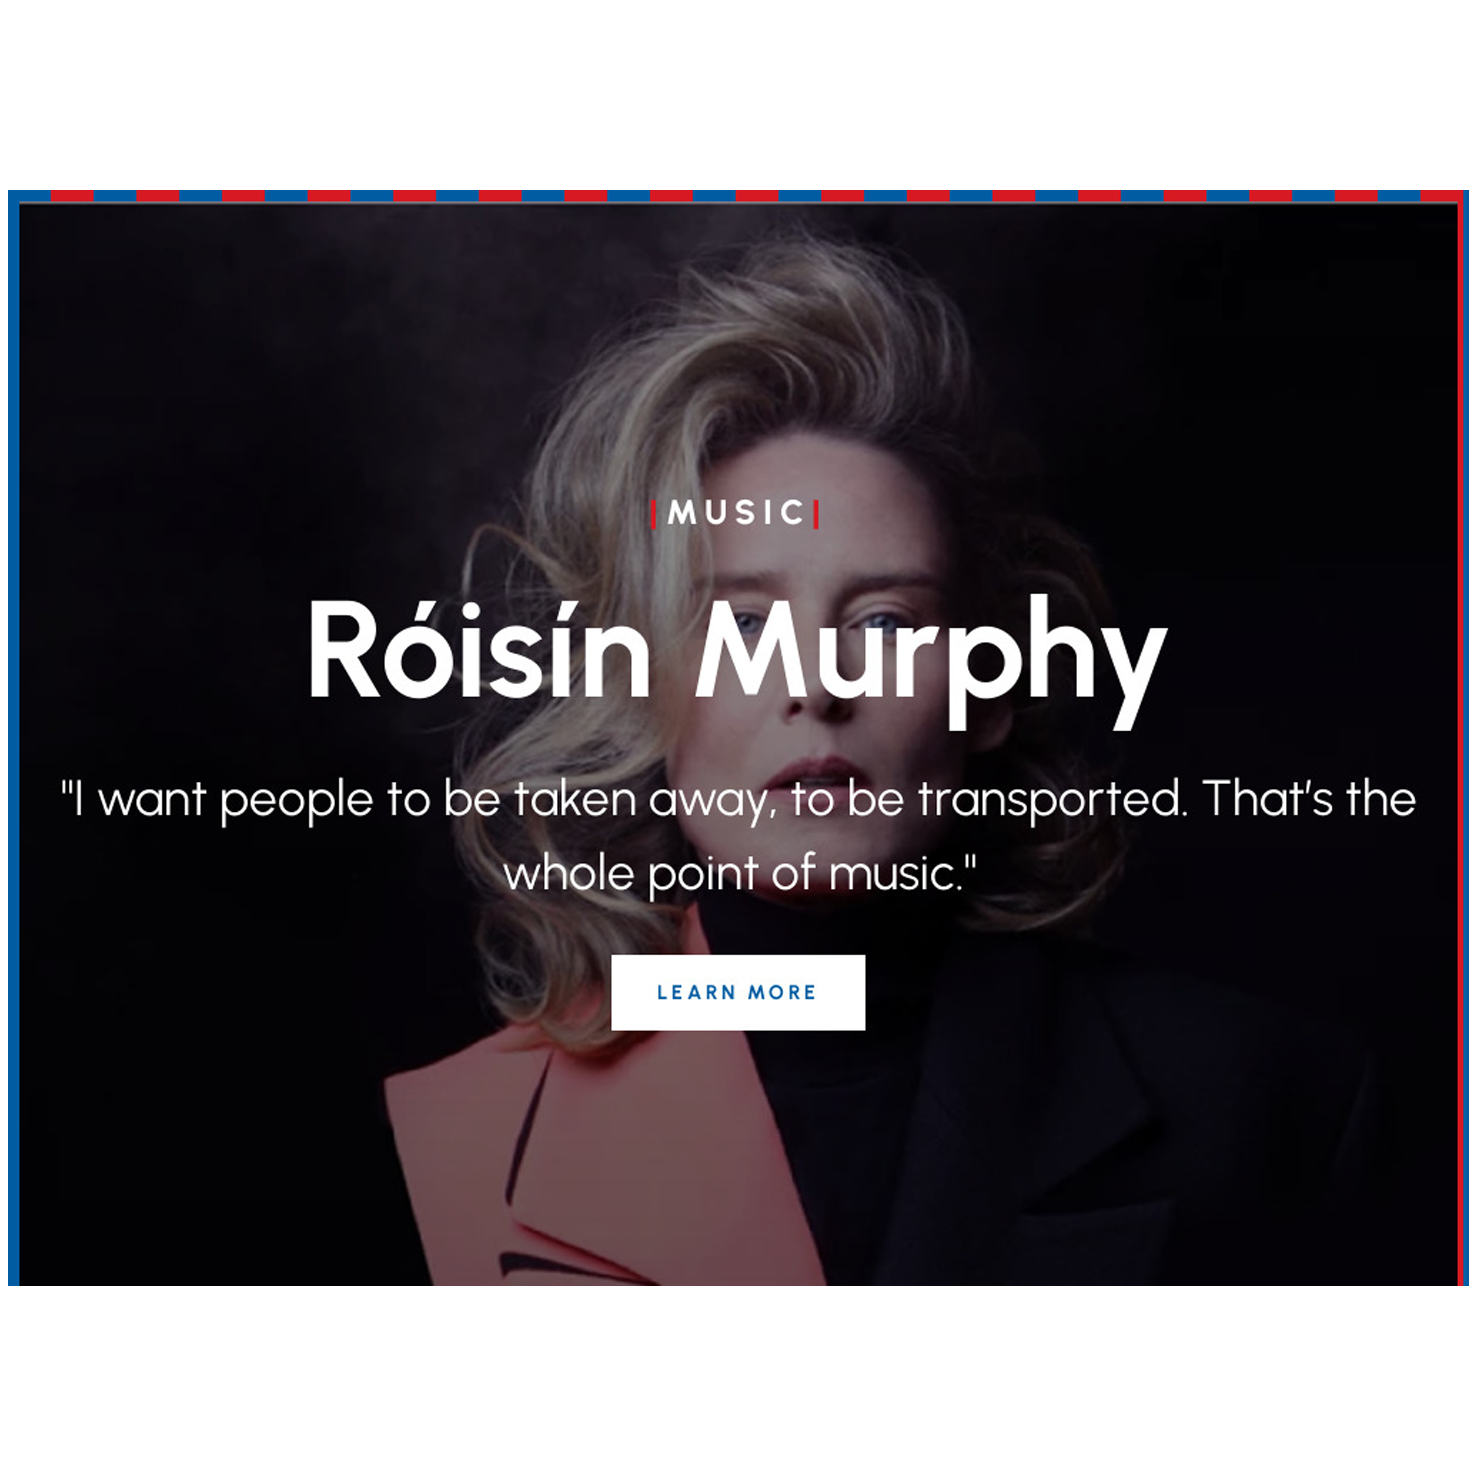 |MUSIC|
Róisín Murphy
"I want people to be taken away, to be transported. That's the
whole point of music."
LEARN MORE